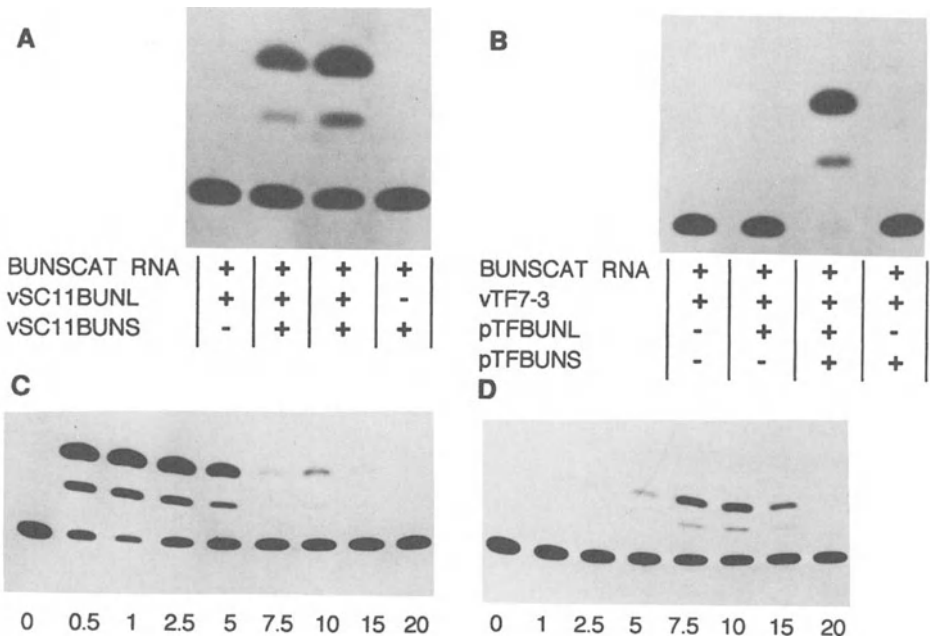 A
BUNSCAT RNA + + + +
vSC11BUNL + + + -
vSC11BUNS - + + +
B
BUNSCAT RNA + + + +
vTF7-3 + + + +
pTFBUNL - + + -
pTFBUNS - - + +
C
0 0.5 1 2.5 5 7.5 10 15 20
D
0 1 2.5 5 7.5 10 15 20